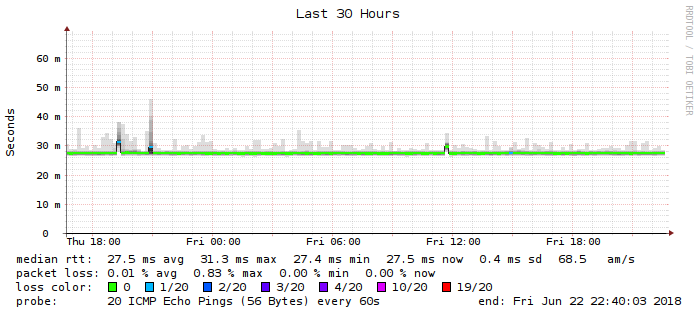 Last 30 Hours
RRDTOOL / TOBI OETIKER
Seconds
60 m
50 m
40 m
30 m
20 m
10 m
0
Thu 18:00 Fri 00:00 Fri 06:00 Fri 12:00 Fri 18:00
median rtt: 27.5 ms avg 31.3 ms max 27.4 ms min 27.5 ms now 0.4 ms sd 68.5 am/s
packet loss: 0.01 % avg 0.83 % max 0.00 % min 0.00 % now
loss color: 0 1/20 2/20 3/20 4/20 10/20 19/20
probe: 20 ICMP Echo Pings (56 Bytes) every 60s end: Fri Jun 22 22:40:03 2018